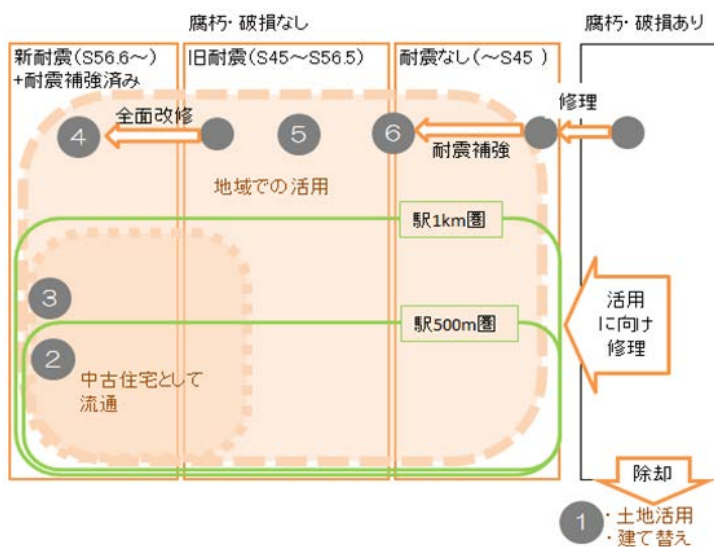 腐朽・破損なし
腐朽・破損あり
新耐震(S56.6～)
+耐震補強済み
旧耐震(S45～S56.5)
耐震なし(～S45 )
全面改修
修理
4
5
6
耐震補強
地域での活用
駅1km圏
3
駅500m圏
活用
に向け
修理
2
中古住宅として
流通
除却
1
・土地活用
・建て替え